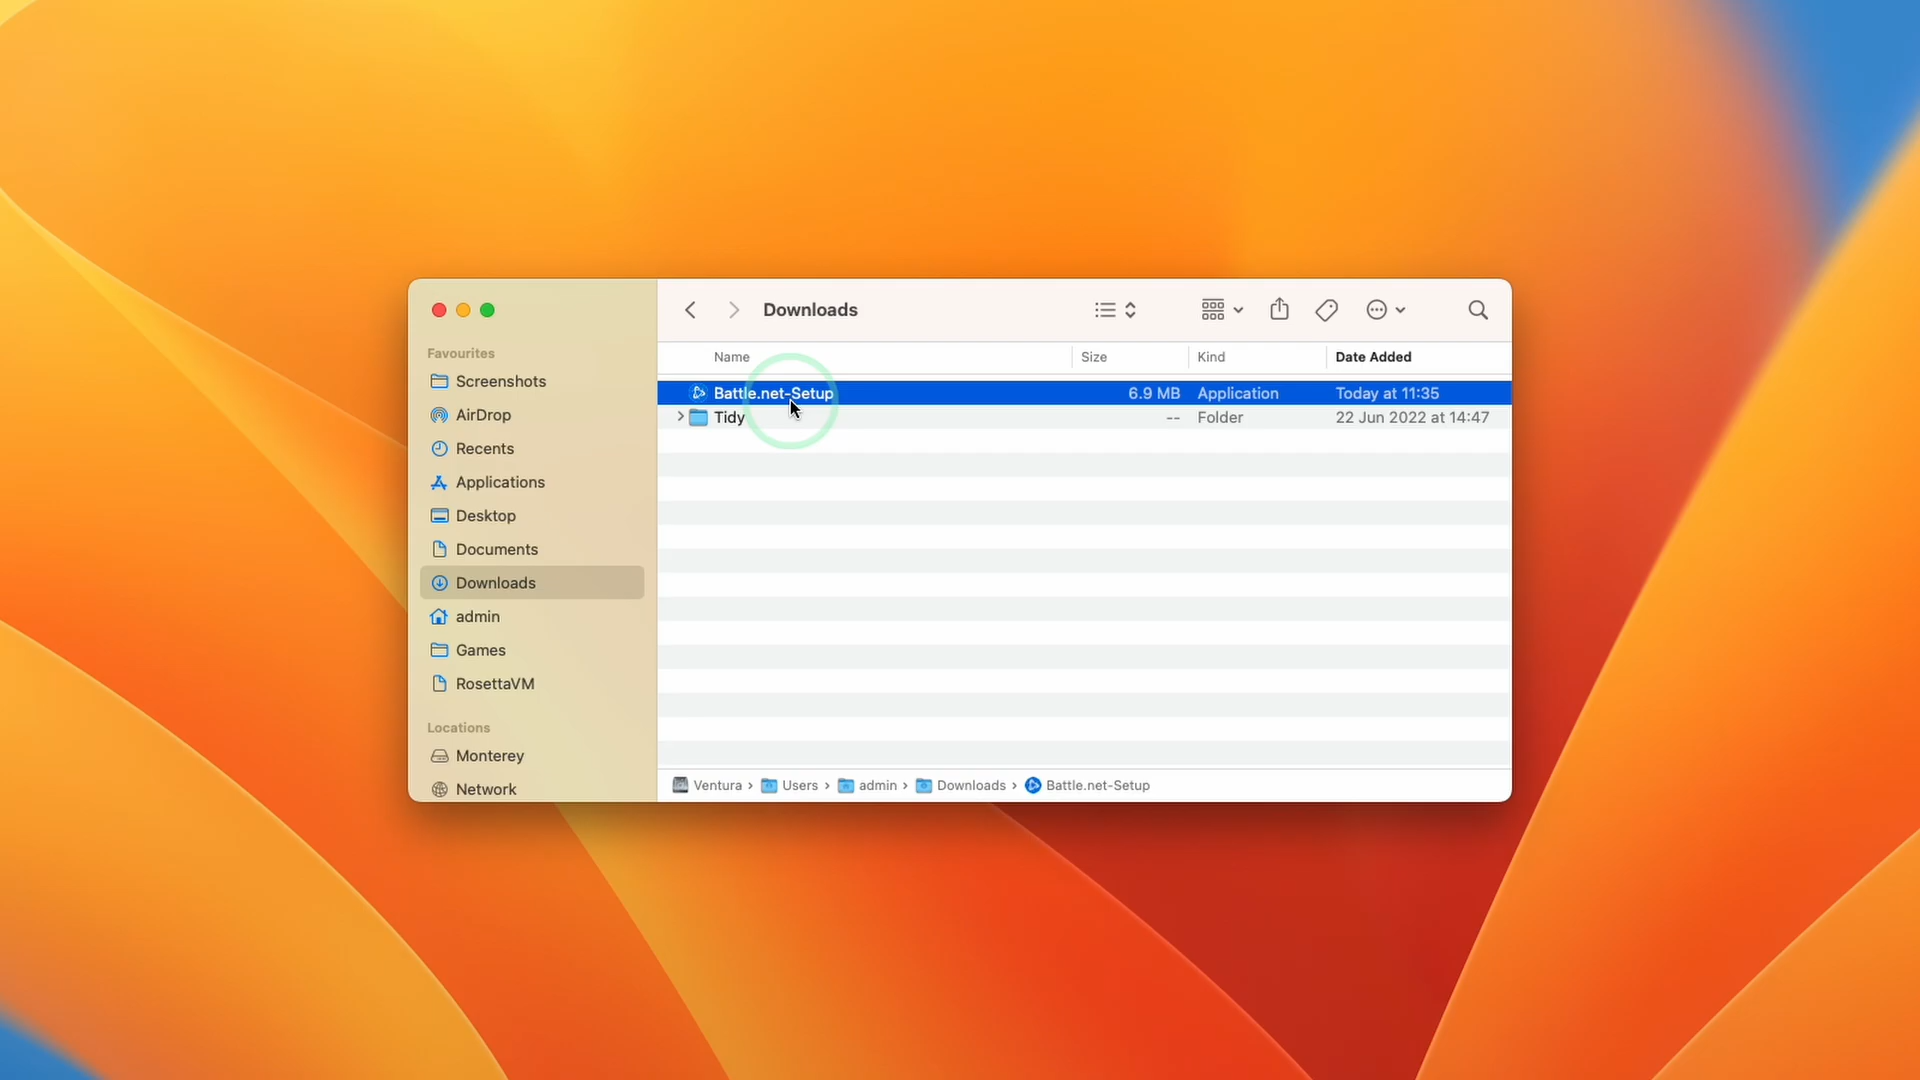 Downloads
Favourites
Screenshots
AirDrop
Recents
Applications
Desktop
Documents
Downloads
admin
Games
RosettaVM
Locations
Monterey
Network
Name Size Kind Date Added
Battle.net-Setup 6.9 MB Application Today at 11:35
Tidy -- Folder 22 Jun 2022 at 14:47
Ventura › Users › admin › Downloads › Battle.net-Setup